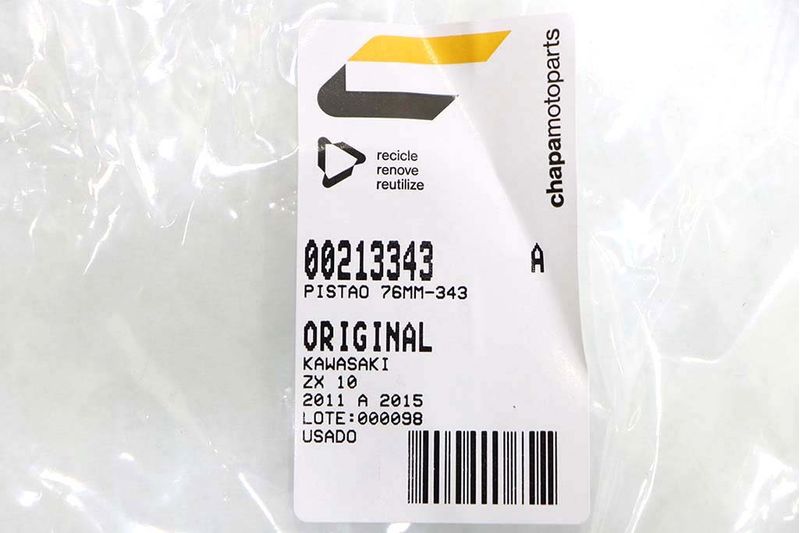 chapamotoparts
recicle
renove
reutilize
00213343 A
PISTAO 76MM-343
ORIGINAL
KAWASAKI
ZX 10
2011 A 2015
LOTE:000098
USADO